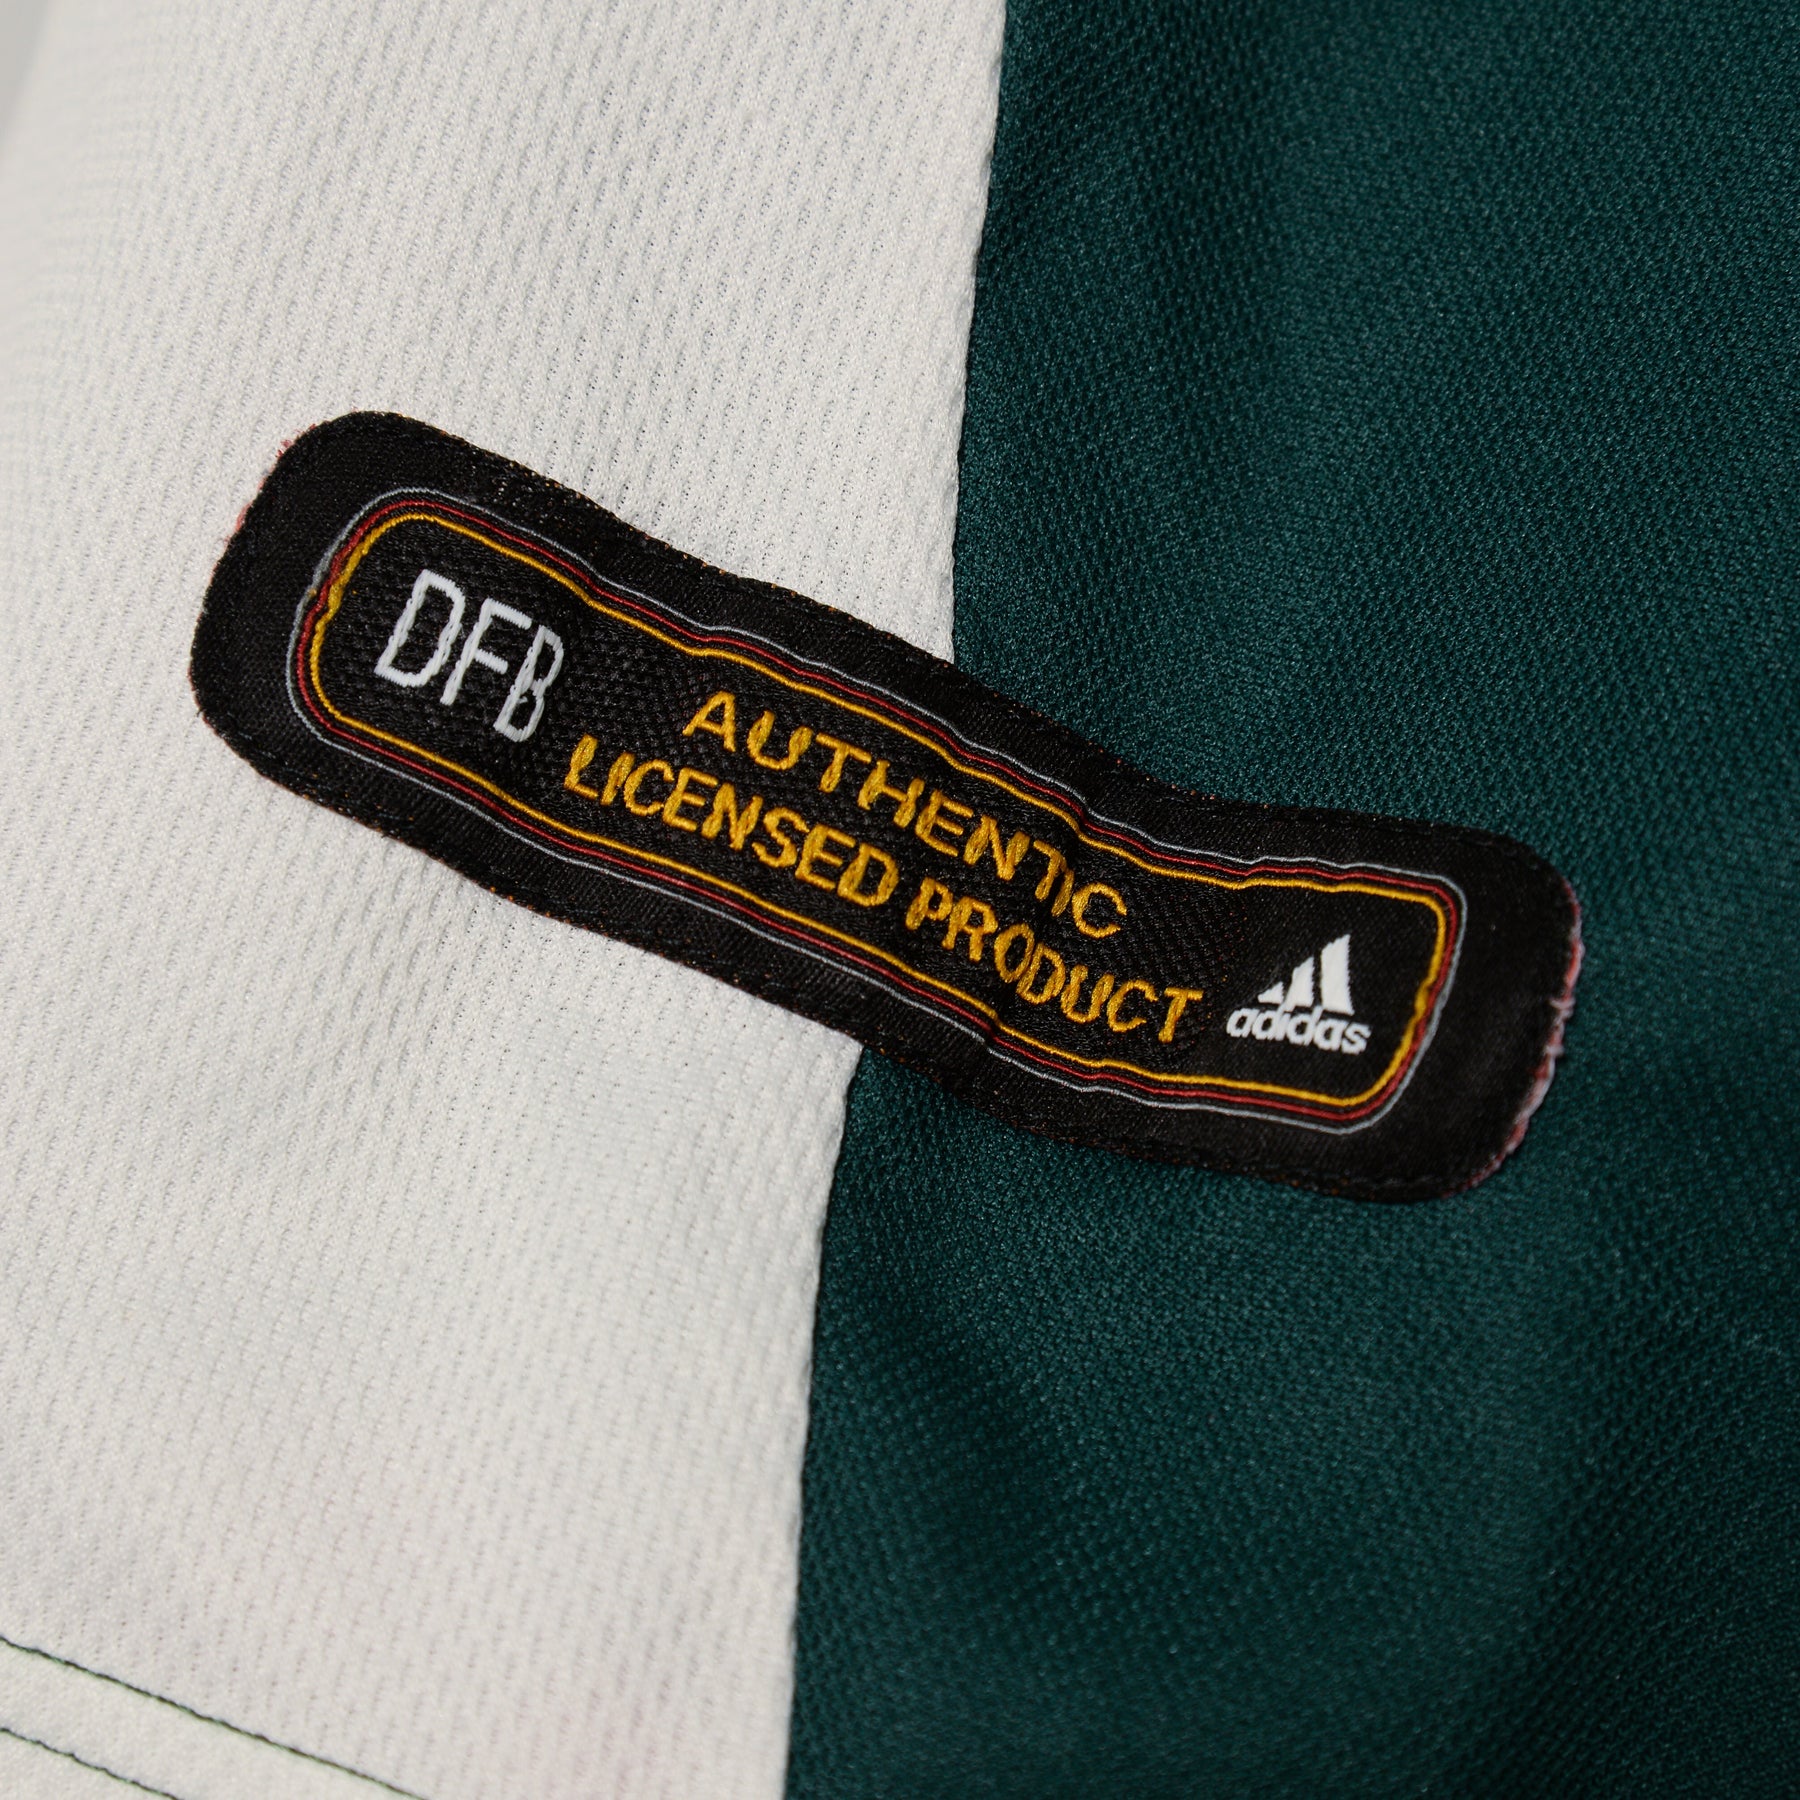 DFB
AUTHENTIC
LICENSED PRODUCT
adidas